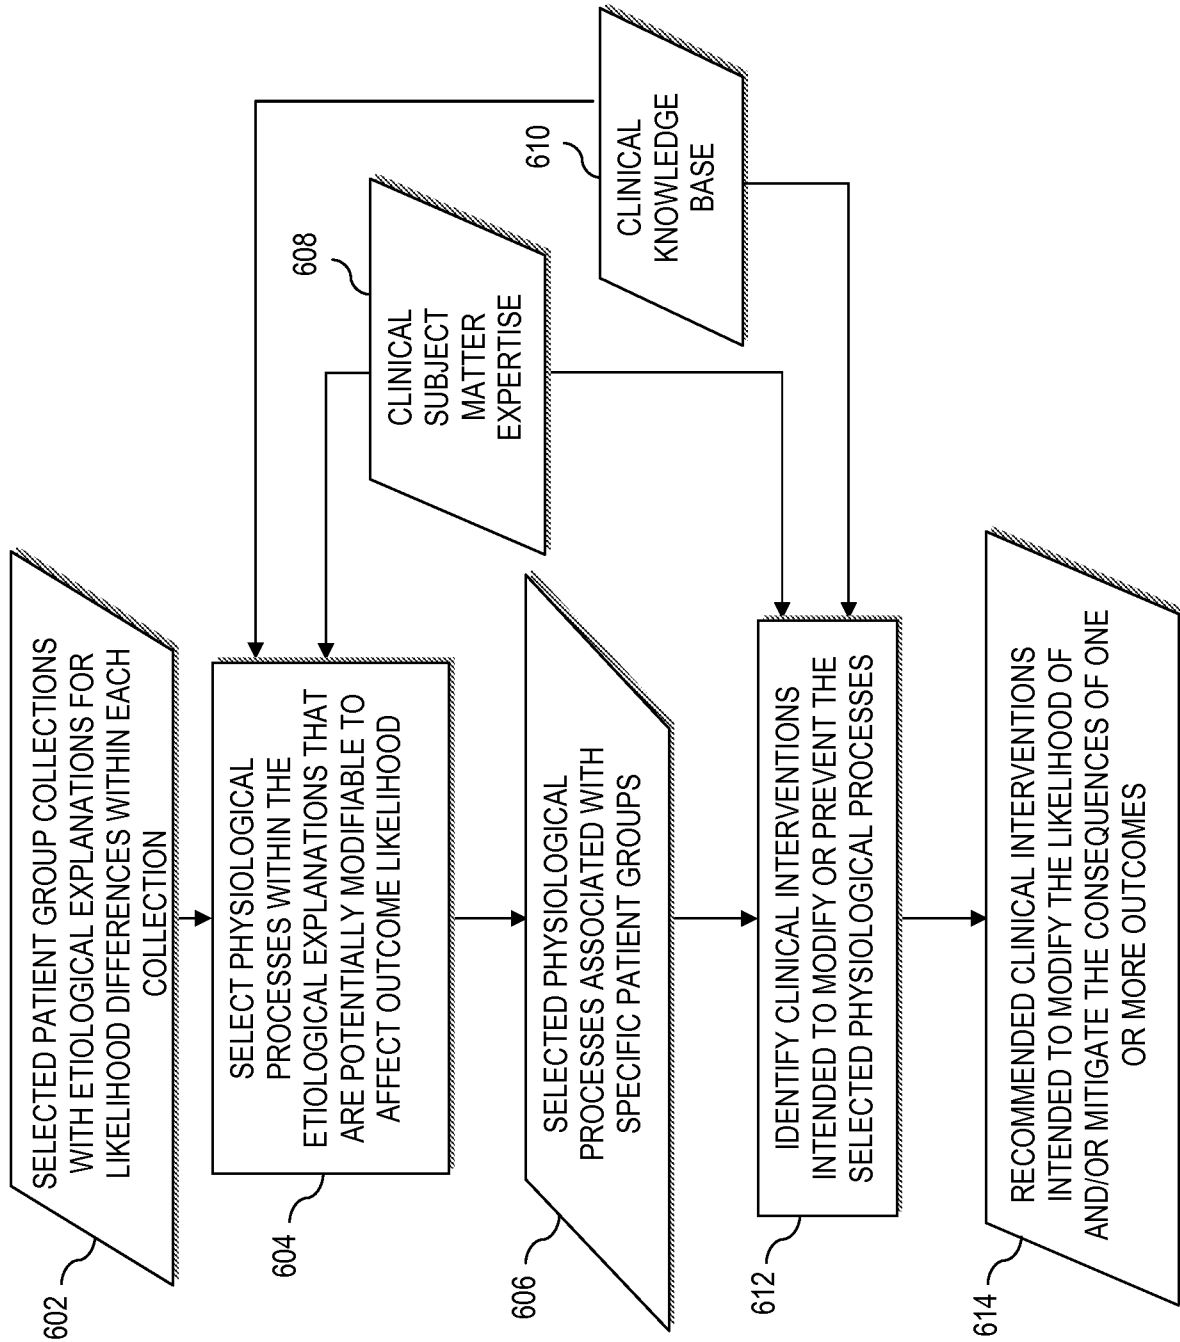 602
SELECTED PATIENT GROUP COLLECTIONS
WITH ETIOLOGICAL EXPLANATIONS FOR
LIKELIHOOD DIFFERENCES WITHIN EACH
COLLECTION
604
SELECT PHYSIOLOGICAL
PROCESSES WITHIN THE
ETIOLOGICAL EXPLANATIONS THAT
ARE POTENTIALLY MODIFIABLE TO
AFFECT OUTCOME LIKELIHOOD
608
CLINICAL
SUBJECT
MATTER
EXPERTISE
606
SELECTED PHYSIOLOGICAL
PROCESSES ASSOCIATED WITH
SPECIFIC PATIENT GROUPS
610
CLINICAL
KNOWLEDGE
BASE
612
IDENTIFY CLINICAL INTERVENTIONS
INTENDED TO MODIFY OR PREVENT THE
SELECTED PHYSIOLOGICAL PROCESSES
614
RECOMMENDED CLINICAL INTERVENTIONS
INTENDED TO MODIFY THE LIKELIHOOD OF
AND/OR MITIGATE THE CONSEQUENCES OF ONE
OR MORE OUTCOMES